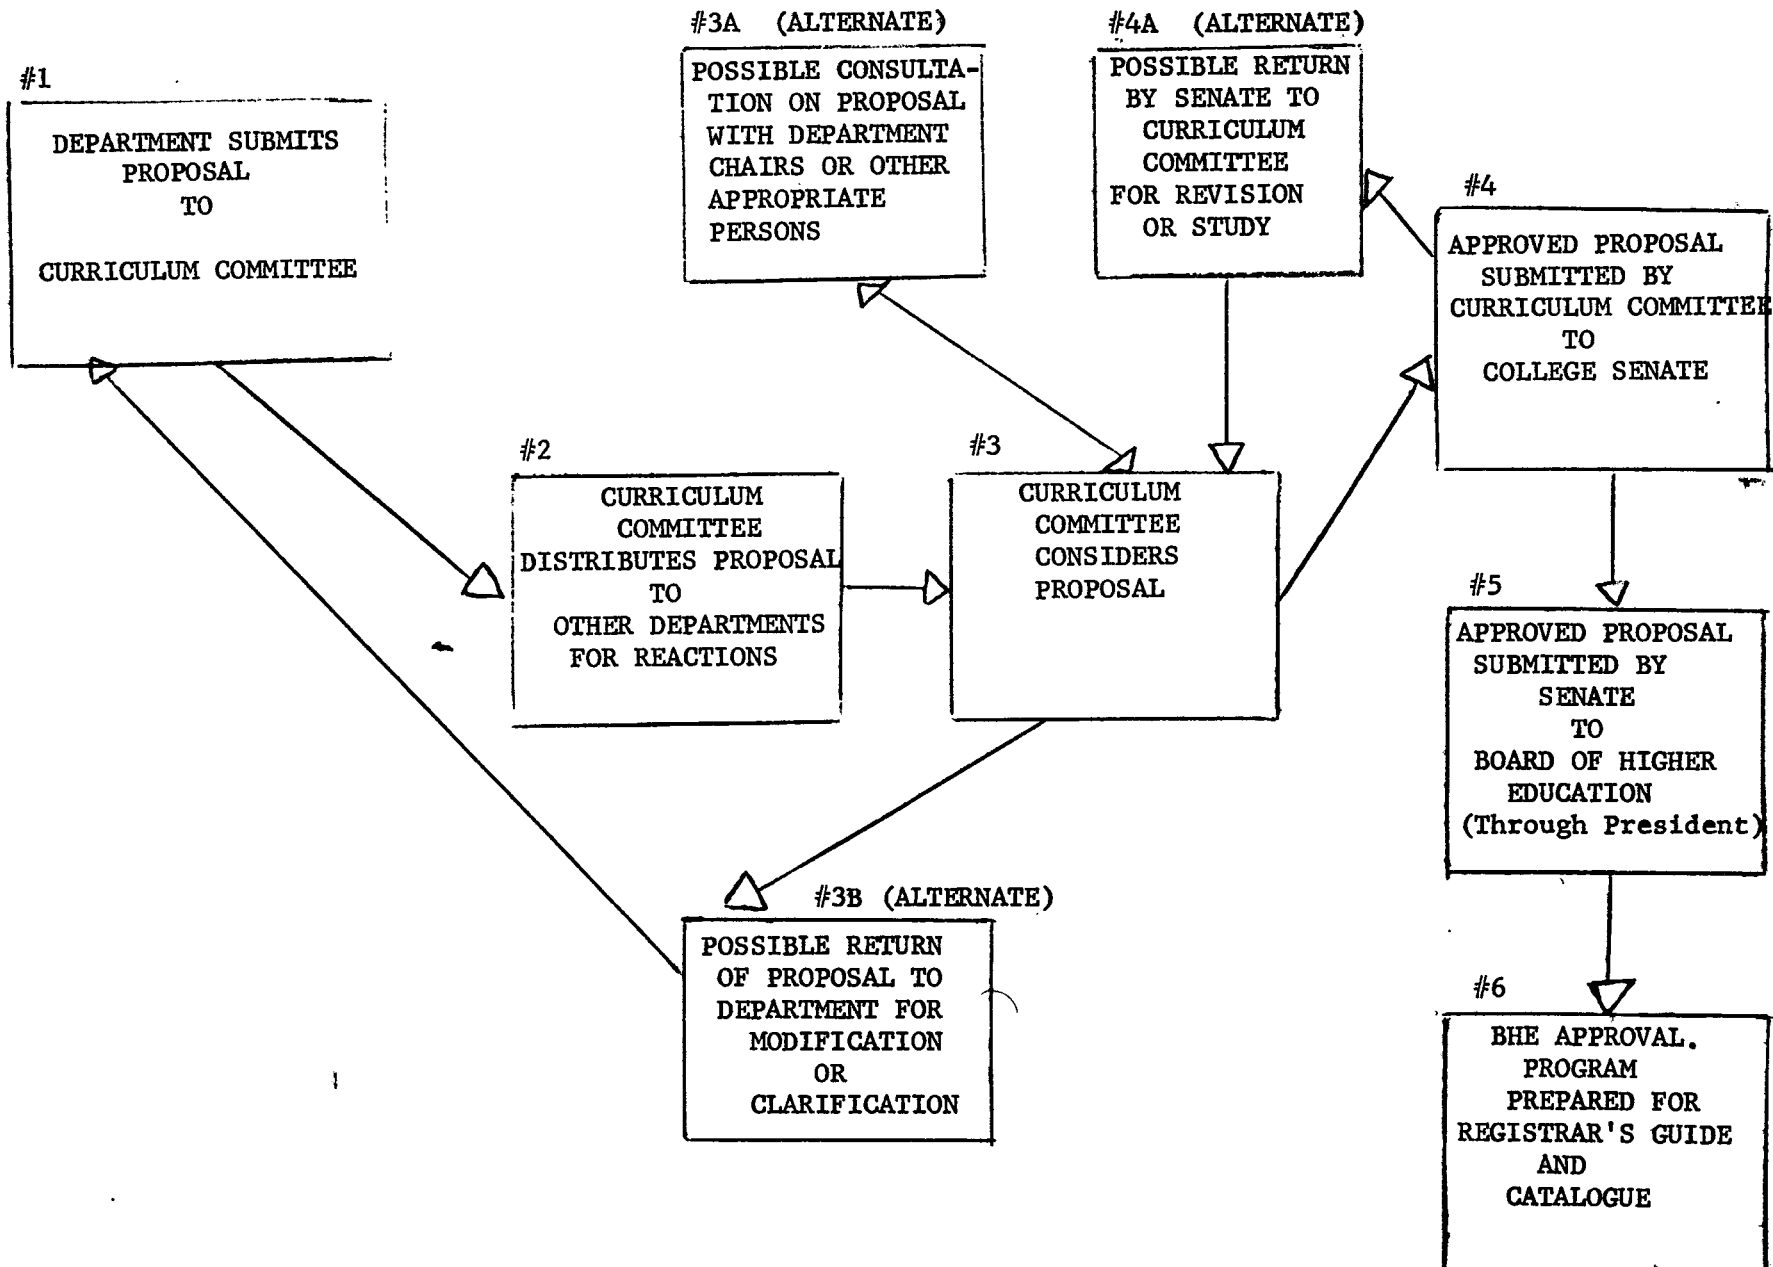 #1
DEPARTMENT SUBMITS
PROPOSAL
TO
CURRICULUM COMMITTEE
#3A (ALTERNATE)
POSSIBLE CONSULTA-
TION ON PROPOSAL
WITH DEPARTMENT
CHAIRS OR OTHER
APPROPRIATE
PERSONS
#4A (ALTERNATE)
POSSIBLE RETURN
BY SENATE TO
CURRICULUM
COMMITTEE
FOR REVISION
OR STUDY
#4
APPROVED PROPOSAL
SUBMITTED BY
CURRICULUM COMMITTEE
TO
COLLEGE SENATE
#2
CURRICULUM
COMMITTEE
DISTRIBUTES PROPOSAL
TO
OTHER DEPARTMENTS
FOR REACTIONS
#3
CURRICULUM
COMMITTEE
CONSIDERS
PROPOSAL
#5
APPROVED PROPOSAL
SUBMITTED BY
SENATE
TO
BOARD OF HIGHER
EDUCATION
(Through President)
#3B (ALTERNATE)
POSSIBLE RETURN
OF PROPOSAL TO
DEPARTMENT FOR
MODIFICATION
OR
CLARIFICATION
#6
BHE APPROVAL.
PROGRAM
PREPARED FOR
REGISTRAR'S GUIDE
AND
CATALOGUE